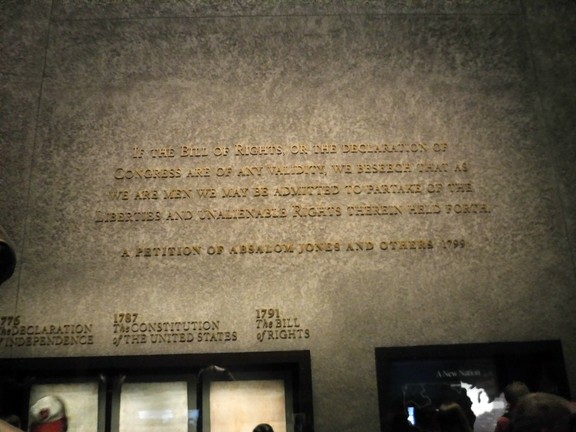 If the Bill of Rights, or the Declaration of
Congress are of any validity, we beseech that as
we are men we may be admitted to partake of the
Liberties and unalienable Rights therein held forth.
A petition of Absalom Jones and others 1799
1776
The DECLARATION
of INDEPENDENCE
1787
The CONSTITUTION
of THE UNITED STATES
1791
The BILL
of RIGHTS
A New Nation